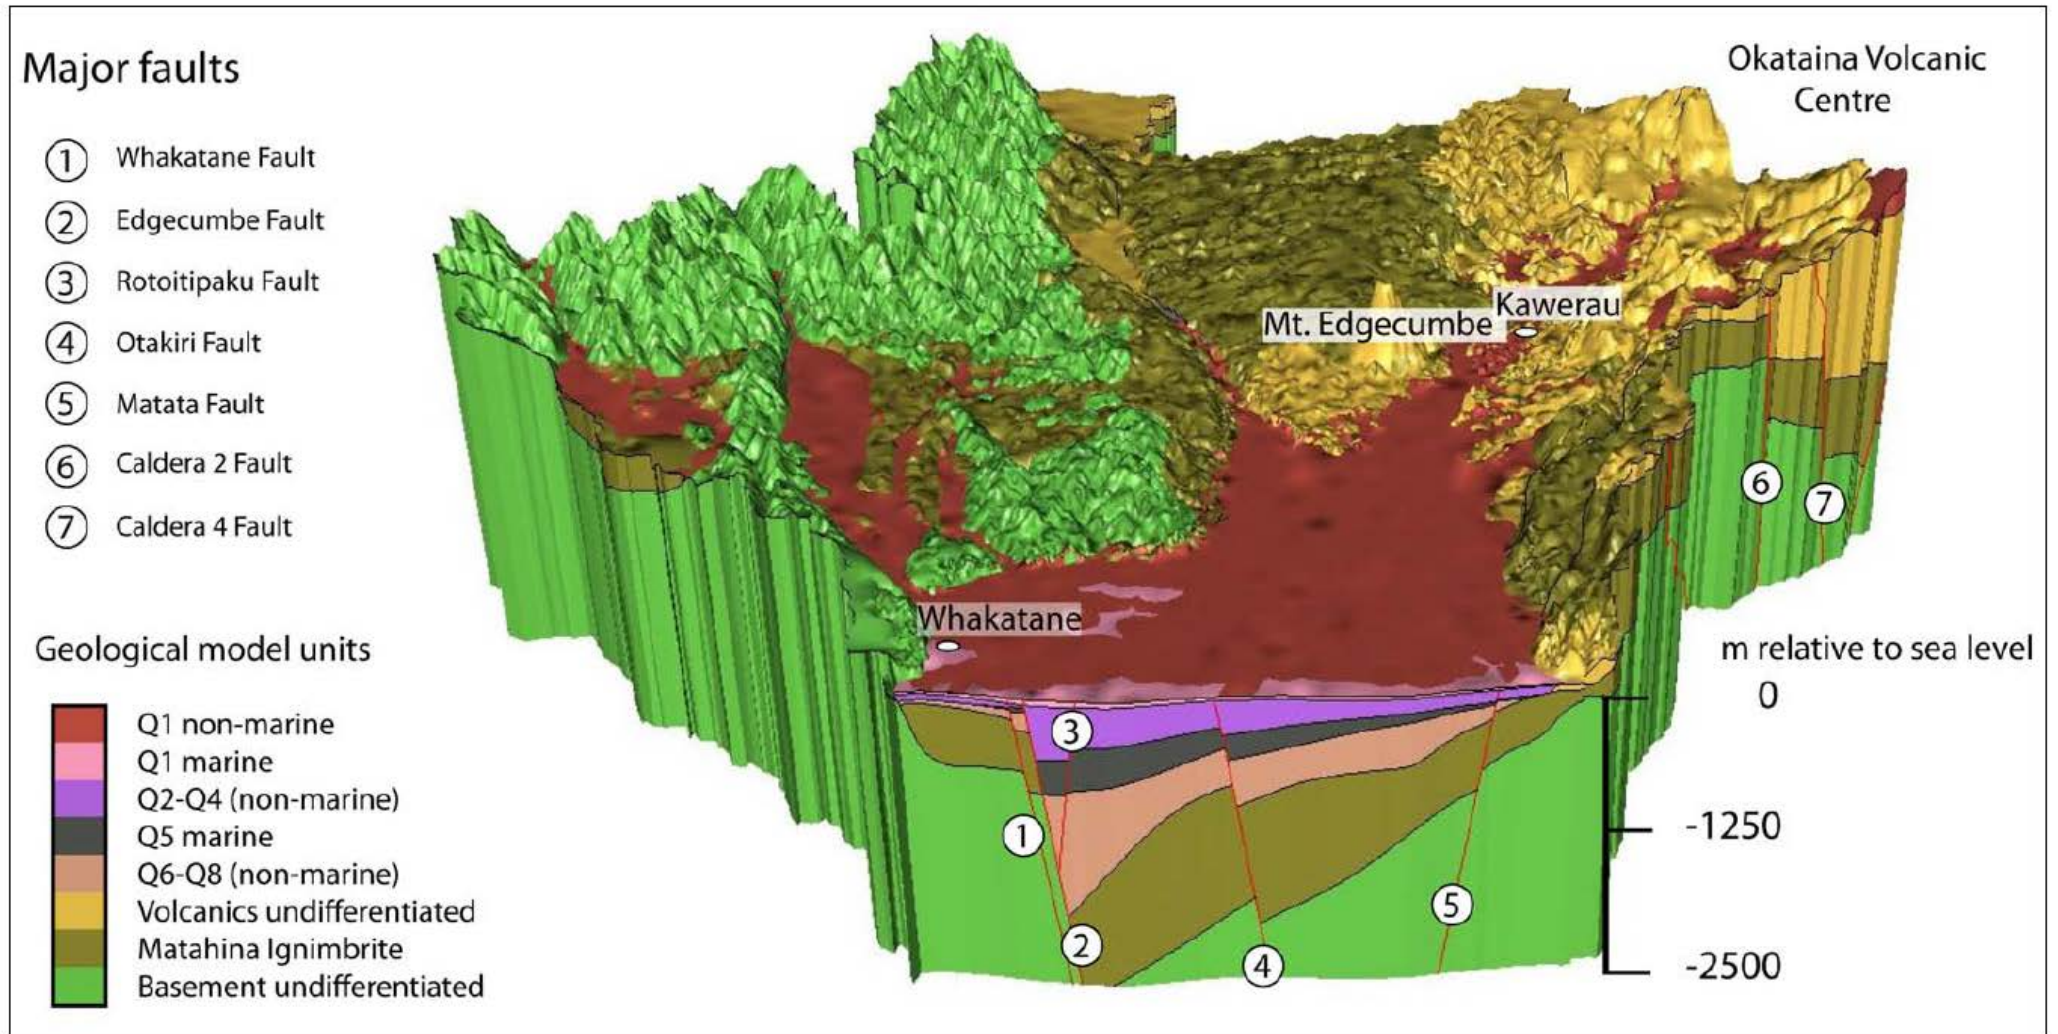 Major faults
1 Whakatane Fault
2 Edgecumbe Fault
3 Rotoitipaku Fault
4 Otakiri Fault
5 Matata Fault
6 Caldera 2 Fault
7 Caldera 4 Fault
Okataina Volcanic
Centre
Kawerau
Mt. Edgecumbe
6
7
Whakatane
3
1
2
4
5
m relative to sea level
0
-1250
-2500
Geological model units
Q1 non-marine
Q1 marine
Q2-Q4 (non-marine)
Q5 marine
Q6-Q8 (non-marine)
Volcanics undifferentiated
Matahina Ignimbrite
Basement undifferentiated